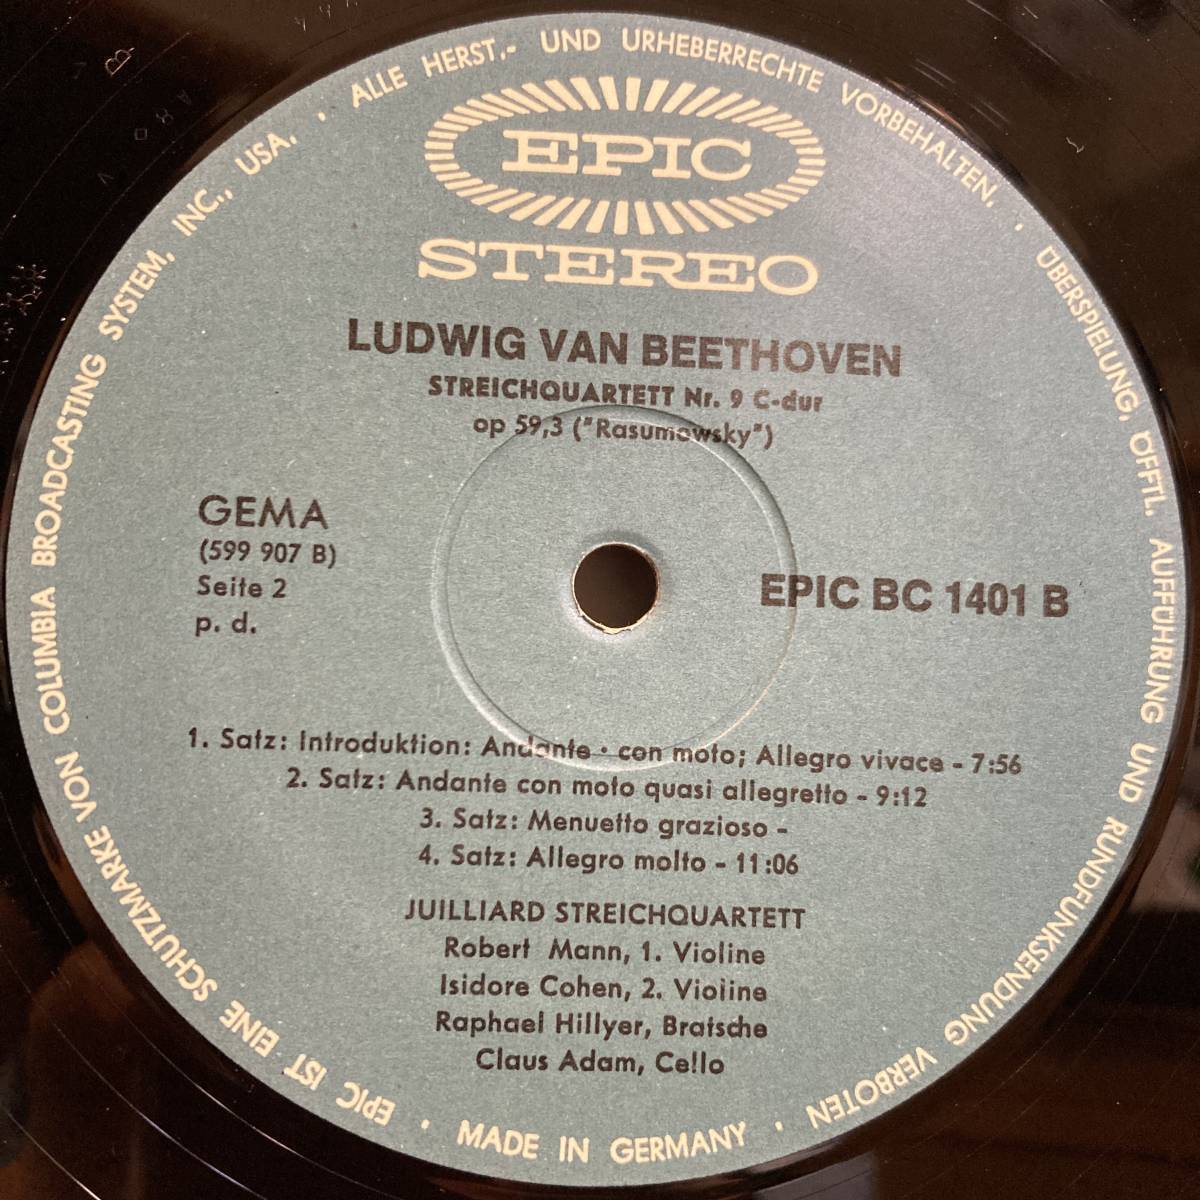 EPIC
STEREO
LUDWIG VAN BEETHOVEN
STREICHQUARTETT Nr. 9 C-dur
op 59,3 ("Rasumowsky")
GEMA
(599 907 B)
Seite 2
p. d.
EPIC BC 1401 B
1. Satz: Introduktion: Andante • con moto; Allegro vivace - 7:56
2. Satz: Andante con moto quasi allegretto - 9:12
3. Satz: Menuetto grazioso -
4. Satz: Allegro molto - 11:06
JUILLIARD STREICHQUARTETT
Robert Mann, 1. Violine
Isidore Cohen, 2. Violine
Raphael Hillyer, Bratsche
Claus Adam, Cello
EPIC IST EINE SCHUTZMARKE VON COLUMBIA BROADCASTING SYSTEM, INC., USA. • ALLE HERST.- UND URHEBERRECHTE VORBEHALTEN. • ÜBERSPIELUNG, ÖFFTL. AUFFÜHRUNG UND RUNDFUNKSENDUNG VERBOTEN • MADE IN GERMANY •